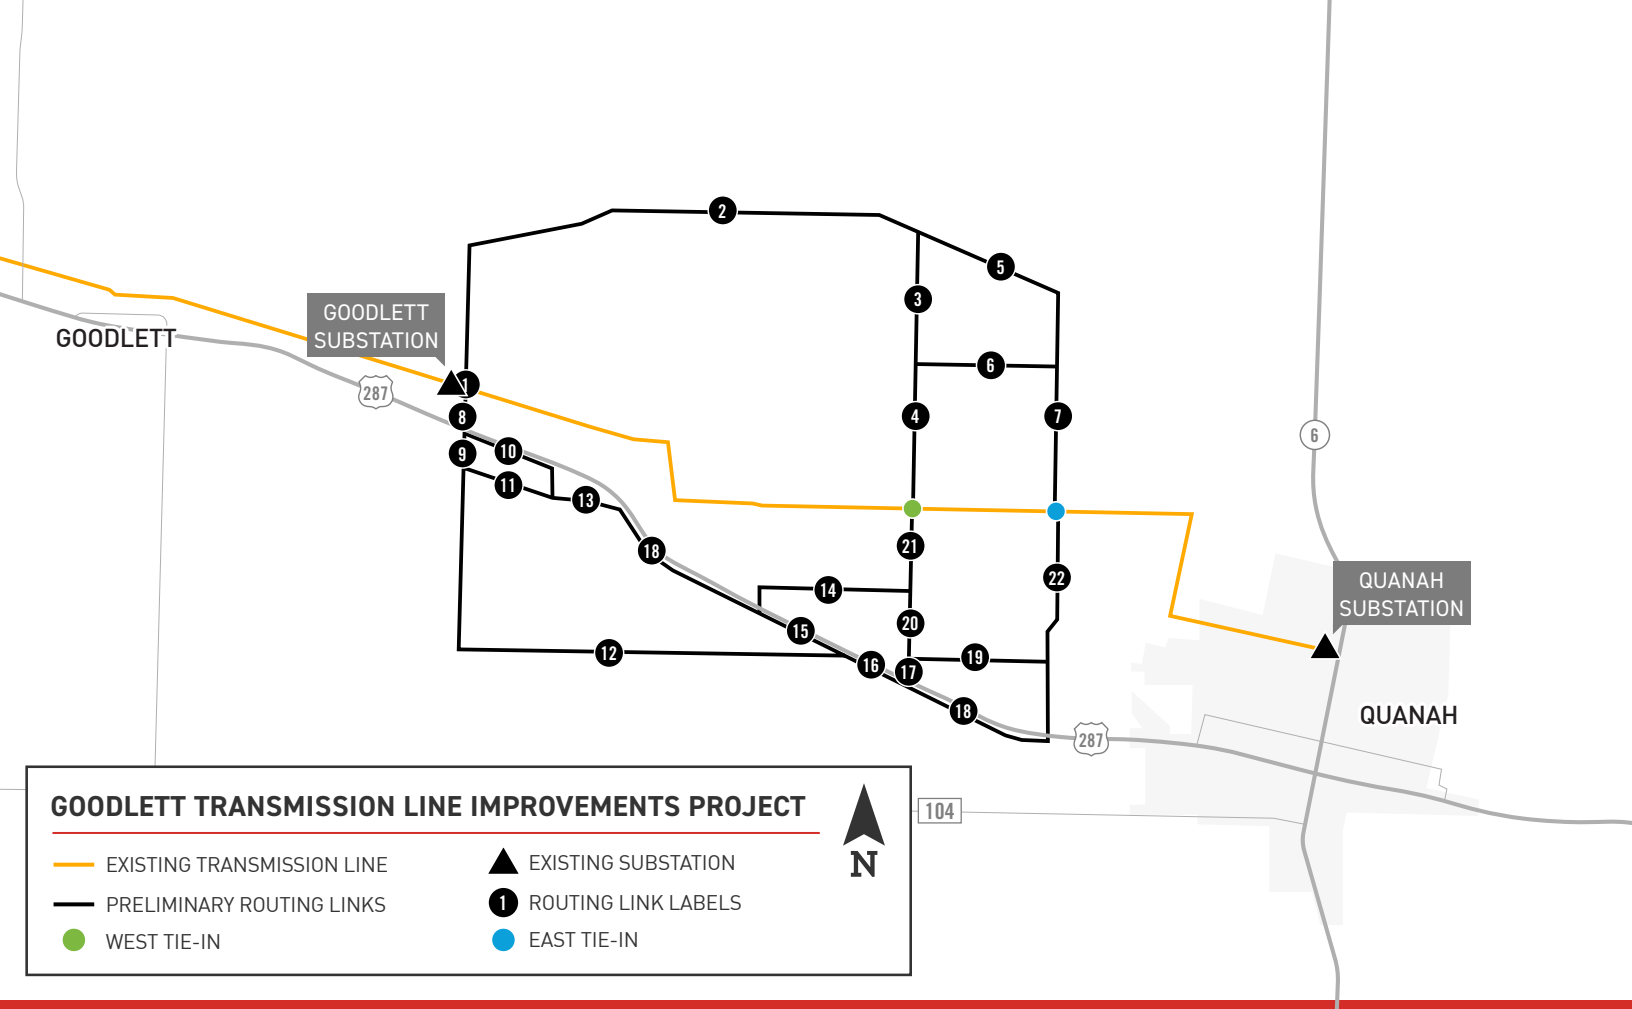 2
5
3
GOODLETT
SUBSTATION
GOODLETT
6
1
287
8
4
7
6
9
10
11
13
21
18
22
QUANAH
SUBSTATION
14
20
15
12
19
16
17
18
QUANAH
287
GOODLETT TRANSMISSION LINE IMPROVEMENTS PROJECT
104
EXISTING TRANSMISSION LINE
EXISTING SUBSTATION
N
PRELIMINARY ROUTING LINKS
1 ROUTING LINK LABELS
WEST TIE-IN
EAST TIE-IN